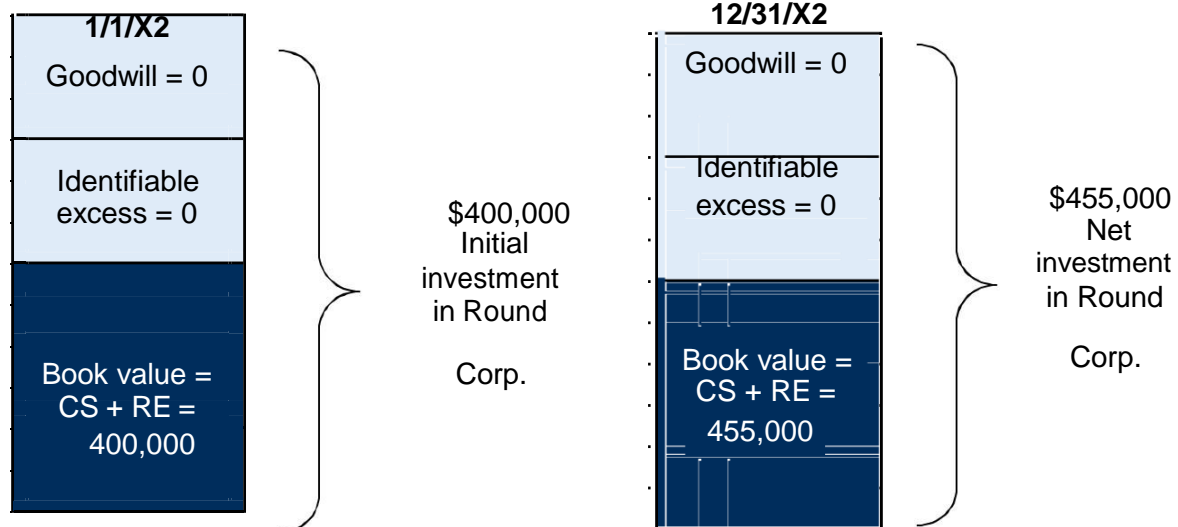 1/1/X2
Goodwill = 0
Identifiable
excess = 0
Book value =
CS + RE =
400,000
$400,000
Initial
investment
in Round
Corp.
12/31/X2
Goodwill = 0
Identifiable
excess = 0
Book value =
CS + RE =
455,000
$455,000
Net
investment
in Round
Corp.